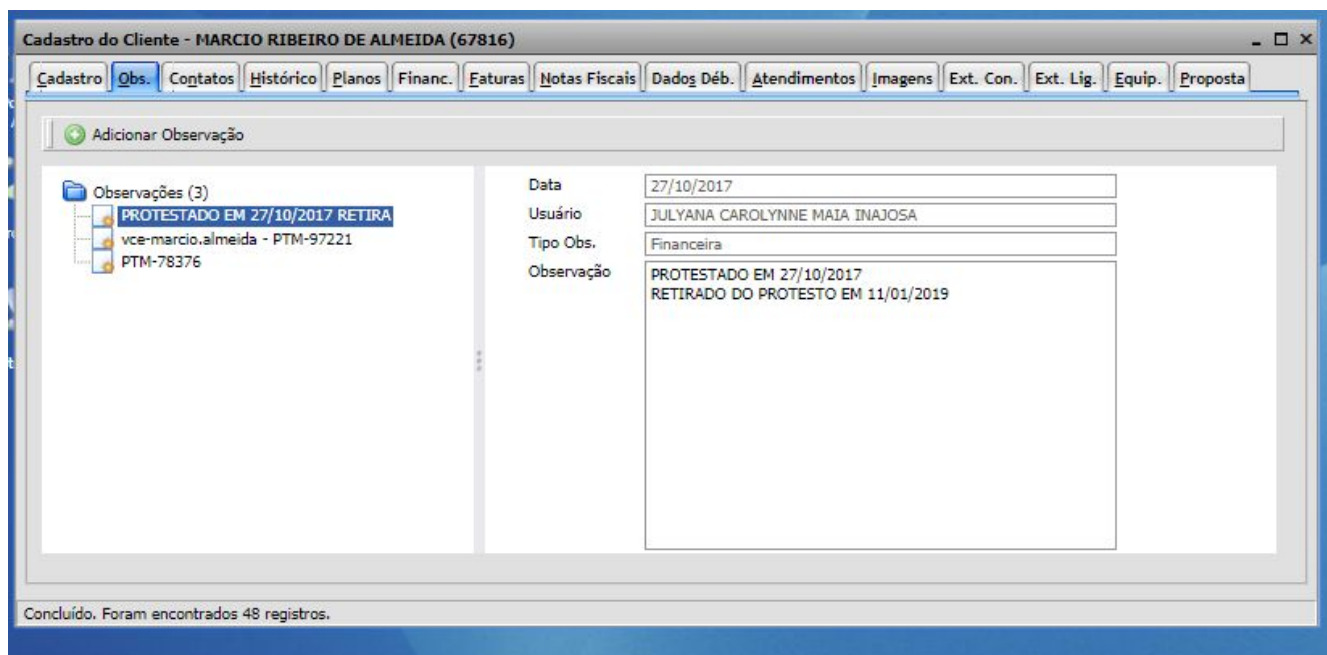 Cadastro do Cliente - MARCIO RIBEIRO DE ALMEIDA (67816)
Cadastro Obs. Contatos Histórico Planos Financ. Faturas Notas Fiscais Dados Déb. Atendimentos Imagens Ext. Con. Ext. Lig. Equip. Proposta
Adicionar Observação
Observações (3)
PROTESTADO EM 27/10/2017 RETIRA
vce-marcio.almeida - PTM-97221
PTM-78376
Data 27/10/2017
Usuário JULYANA CAROLYNNE MAIA INAJOSA
Tipo Obs. Financeira
Observação PROTESTADO EM 27/10/2017
RETIRADO DO PROTESTO EM 11/01/2019
Concluído. Foram encontrados 48 registros.